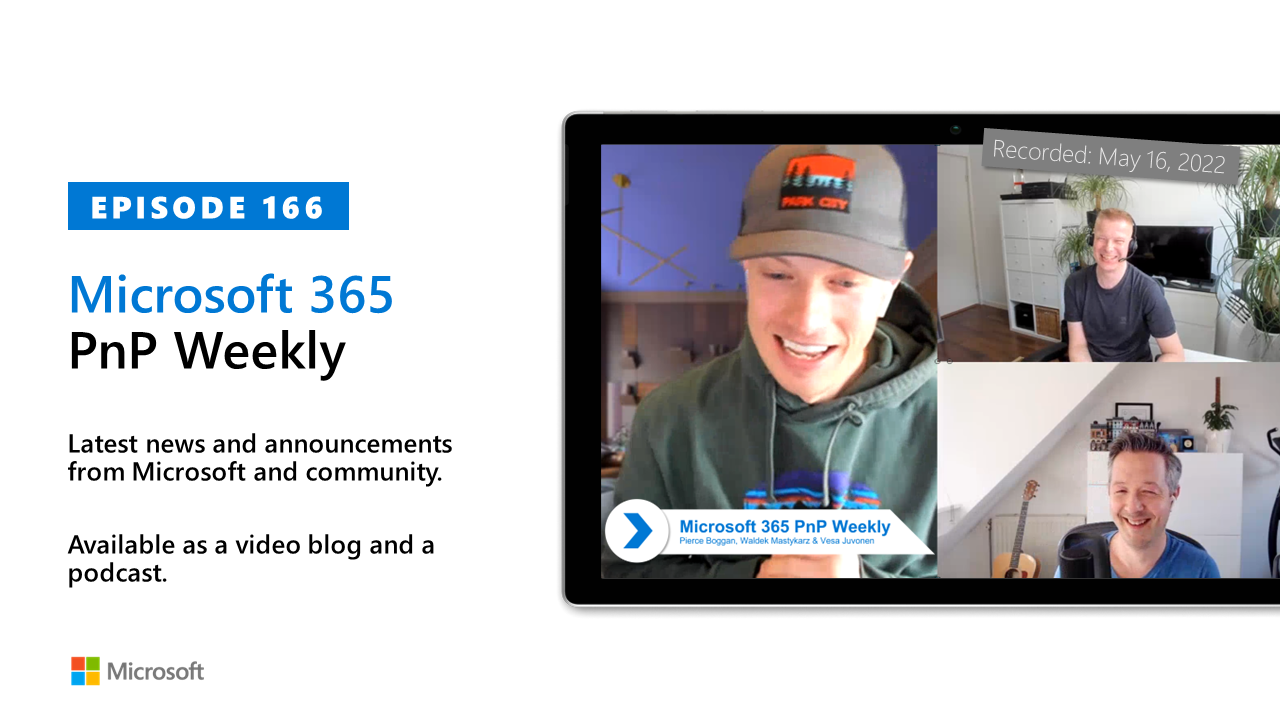 EPISODE 166
Microsoft 365
PnP Weekly
Latest news and announcements
from Microsoft and community.
Available as a video blog and a
podcast.
Microsoft
Recorded: May 16, 2022
PARK CITY
Microsoft 365 PnP Weekly
Pierce Boggan, Waldek Mastykarz & Vesa Juvonen